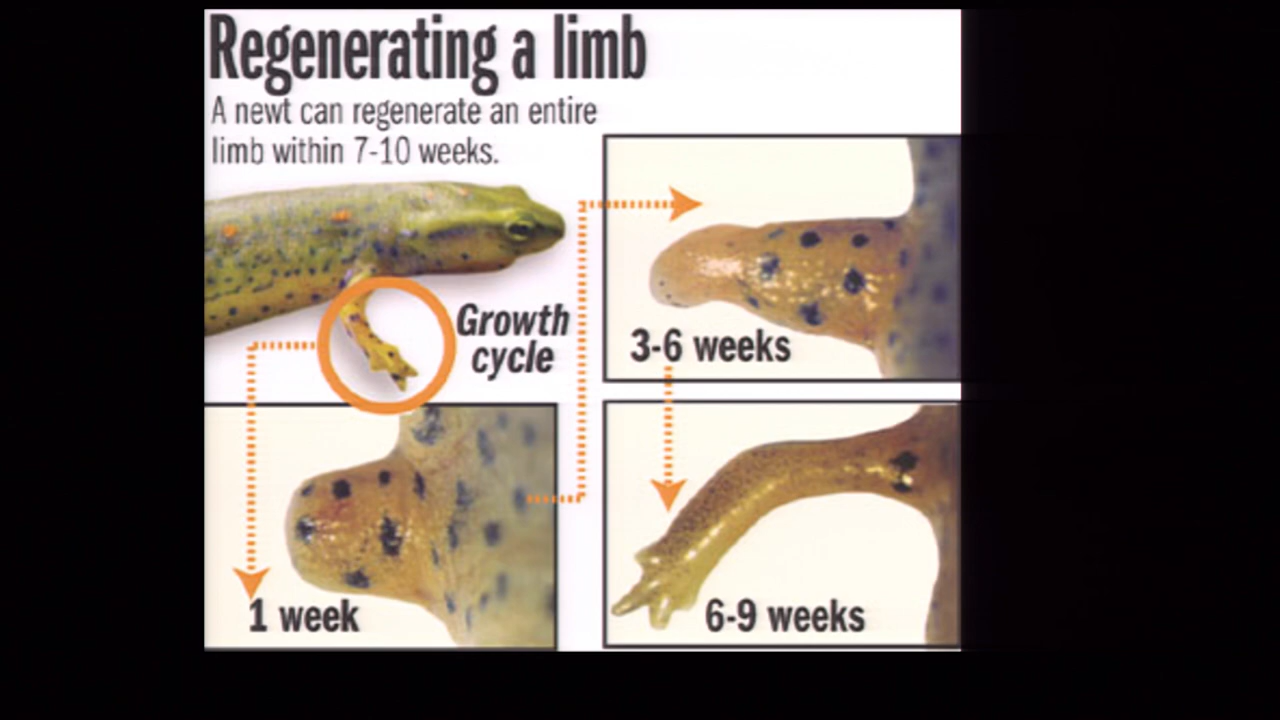 Regenerating a limb
A newt can regenerate an entire
limb within 7-10 weeks.
Growth
cycle
1 week
3-6 weeks
6-9 weeks